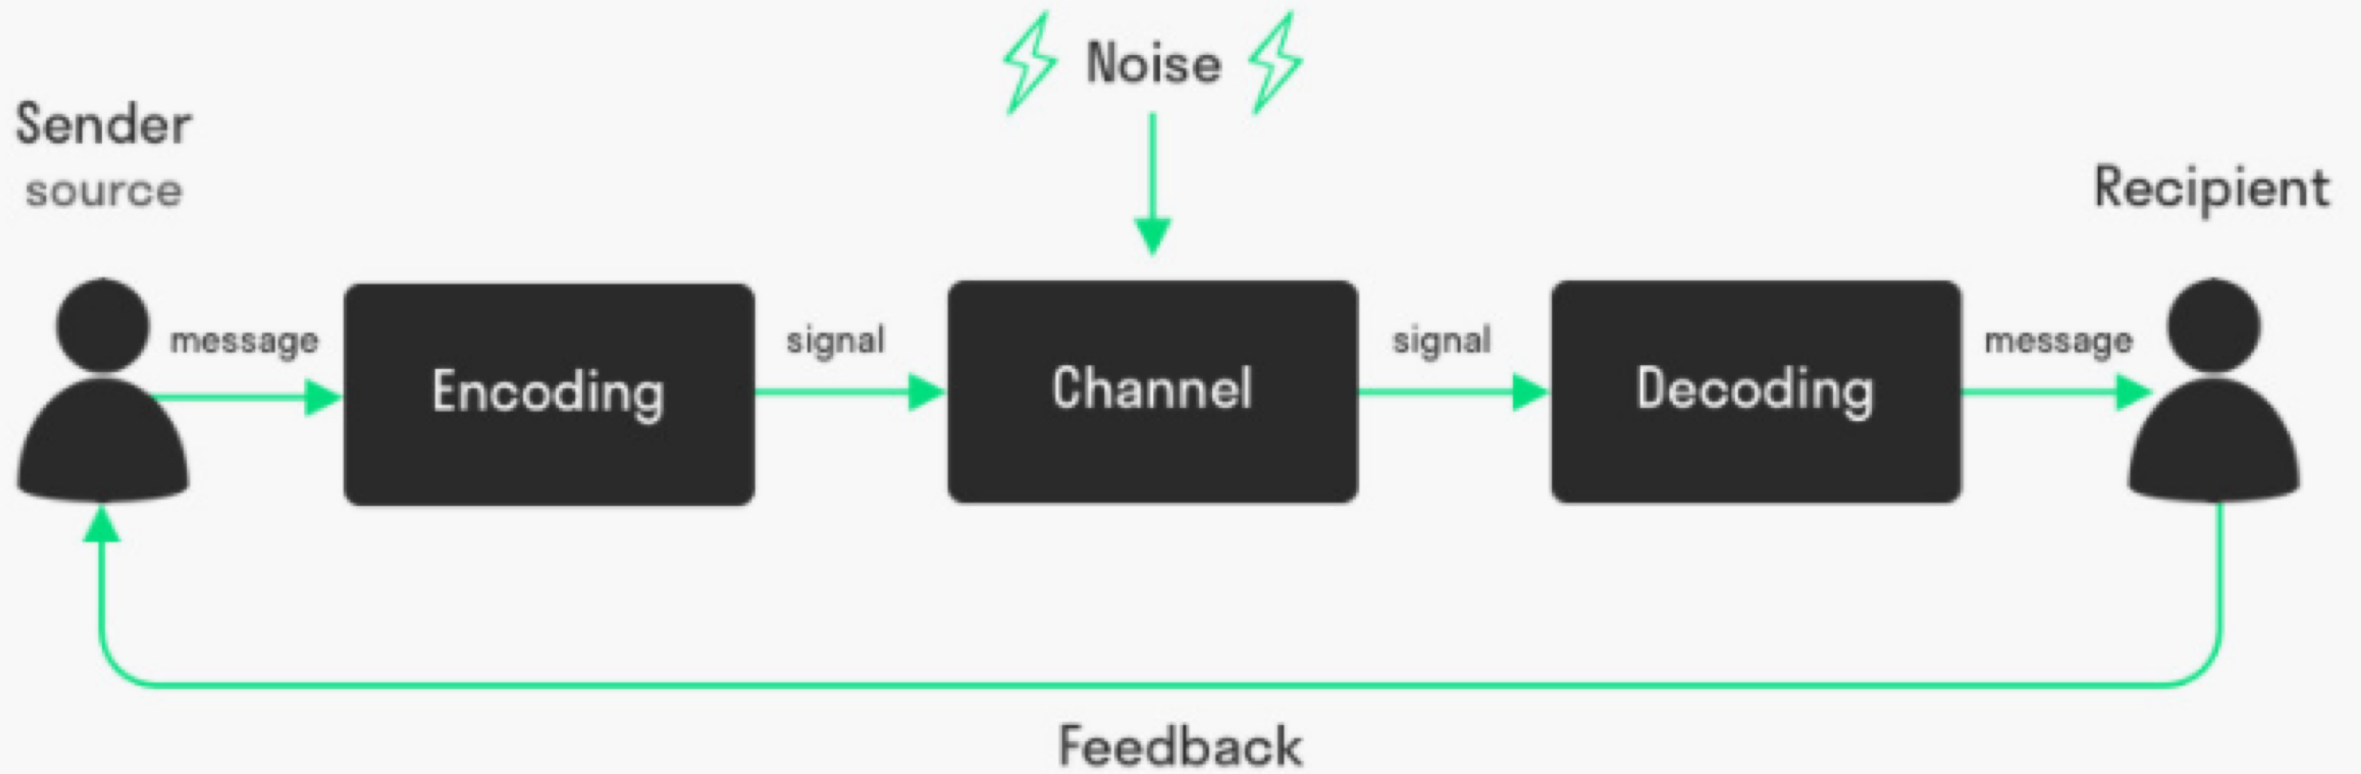 Noise
Sender
source
Recipient
message
signal
signal
message
Encoding
Channel
Decoding
Feedback